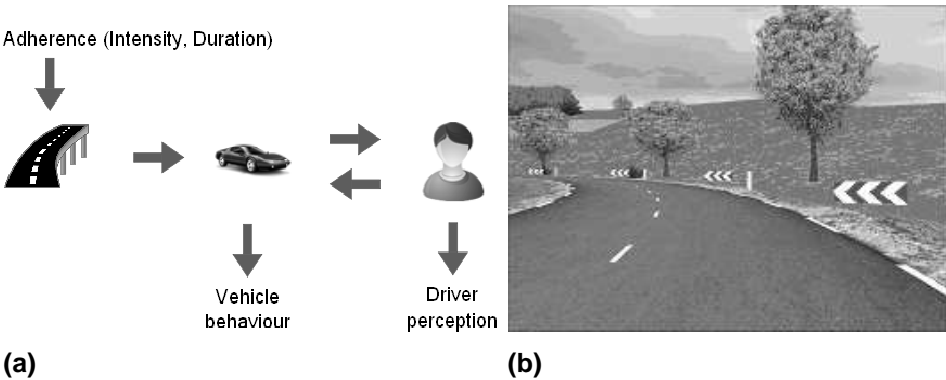 Adherence (Intensity, Duration)
Vehicle
behaviour
Driver
perception
(a)
(b)